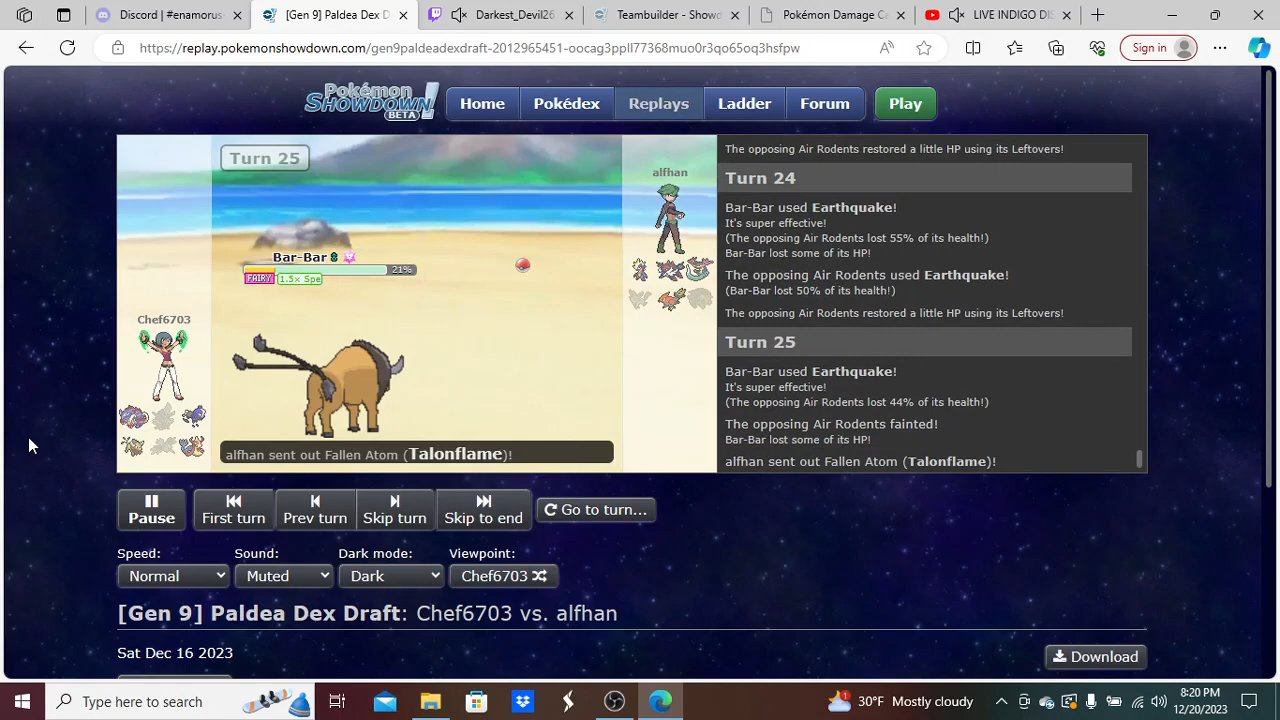 Discord | #enamorus-
[Gen 9] Paldea Dex D
Darkest_Devil26
Teambuilder - Showd
Pokémon Damage Ca
LIVE INDIGO DIS
https://replay.pokemonshowdown.com/gen9paldeadexdraft-2012965451-oocag3ppll77368muo0r3qo65oq3hsfpw
Sign in
Pokémon
SHOWDOWN!
BETA
Home
Pokédex
Replays
Ladder
Forum
Play
Turn 25
alfhan
Bar-Bar
21%
FAIRY
1.5x Spe
Chef6703
alfhan sent out Fallen Atom (Talonflame)!
The opposing Air Rodents restored a little HP using its Leftovers!
Turn 24
Bar-Bar used Earthquake!
It's super effective!
(The opposing Air Rodents lost 55% of its health!)
Bar-Bar lost some of its HP!
The opposing Air Rodents used Earthquake!
(Bar-Bar lost 50% of its health!)
The opposing Air Rodents restored a little HP using its Leftovers!
Turn 25
Bar-Bar used Earthquake!
It's super effective!
(The opposing Air Rodents lost 44% of its health!)
The opposing Air Rodents fainted!
Bar-Bar lost some of its HP!
alfhan sent out Fallen Atom (Talonflame)!
Pause
First turn
Prev turn
Skip turn
Skip to end
Go to turn...
Speed:
Sound:
Dark mode:
Viewpoint:
Normal
Muted
Dark
Chef6703
[Gen 9] Paldea Dex Draft: Chef6703 vs. alfhan
Sat Dec 16 2023
Download
Type here to search
1
30°F Mostly cloudy
8:20 PM
12/20/2023